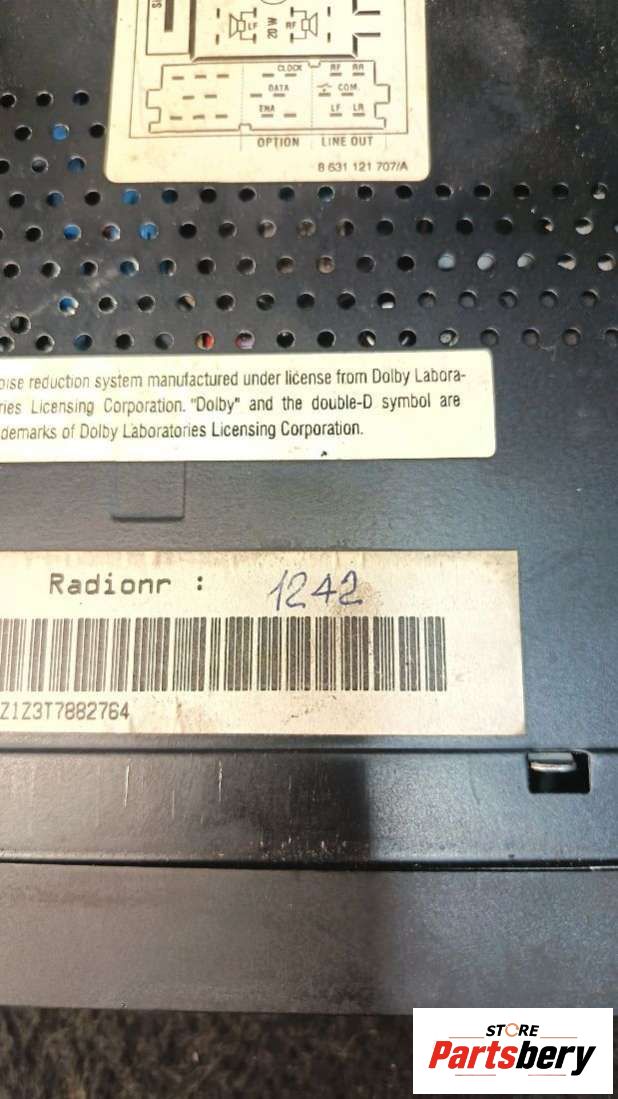 LF 20 W RF
CLOCK RF RR
DATA COM.
ENA LF LR
OPTION LINE OUT
8 631 121 707/A
oise reduction system manufactured under license from Dolby Labora-
ries Licensing Corporation. "Dolby" and the double-D symbol are
demarks of Dolby Laboratories Licensing Corporation.
Radionr : 1242
Z1Z3T7882764
STORE
Partsbery